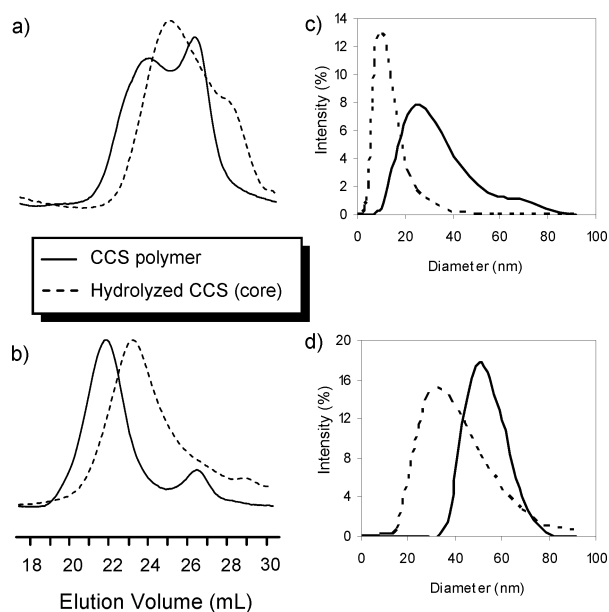 a)
c)
14
12
10
8
6
4
2
0
Intensity (%)
0 20 40 60 80 100
Diameter (nm)
CCS polymer
Hydrolyzed CCS (core)
b)
d)
20
16
12
8
4
0
Intensity (%)
0 20 40 60 80 100
Diameter (nm)
18 20 22 24 26 28 30
Elution Volume (mL)